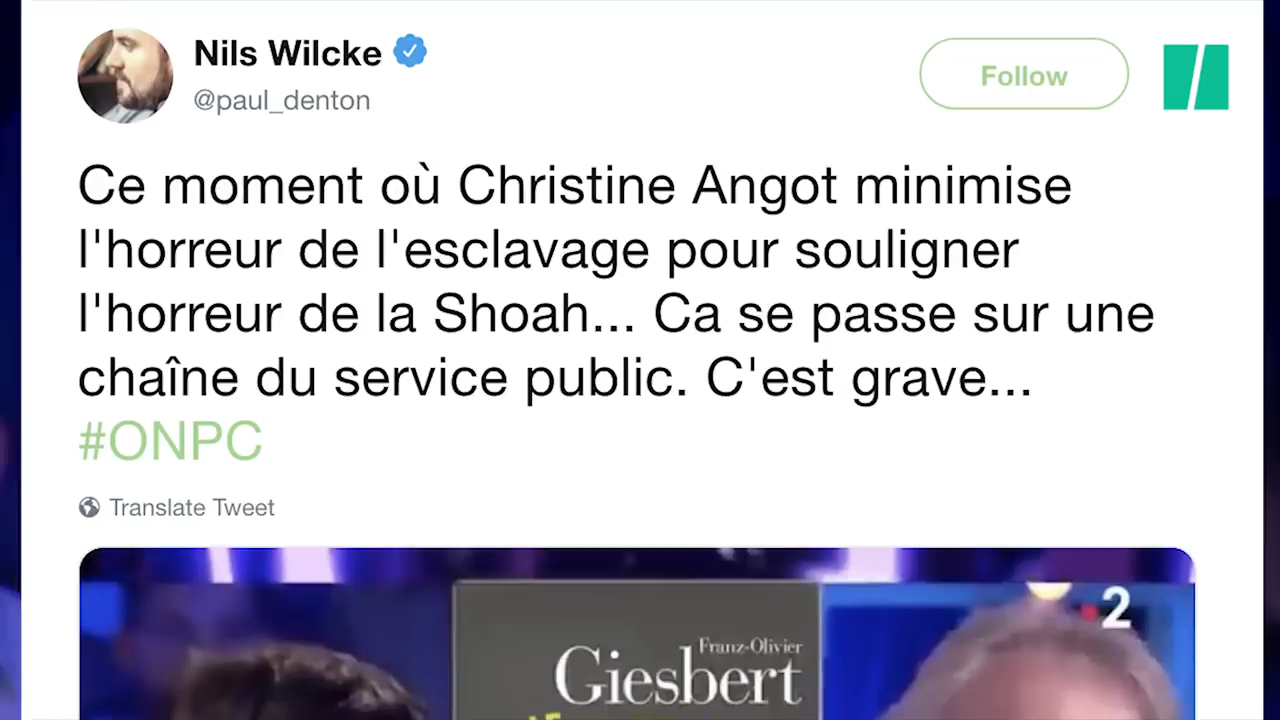 Nils Wilcke
@paul_denton
Follow
Ce moment où Christine Angot minimise
l'horreur de l'esclavage pour souligner
l'horreur de la Shoah... Ca se passe sur une
chaîne du service public. C'est grave...
#ONPC
Translate Tweet
2
Franz-Olivier
Giesbert